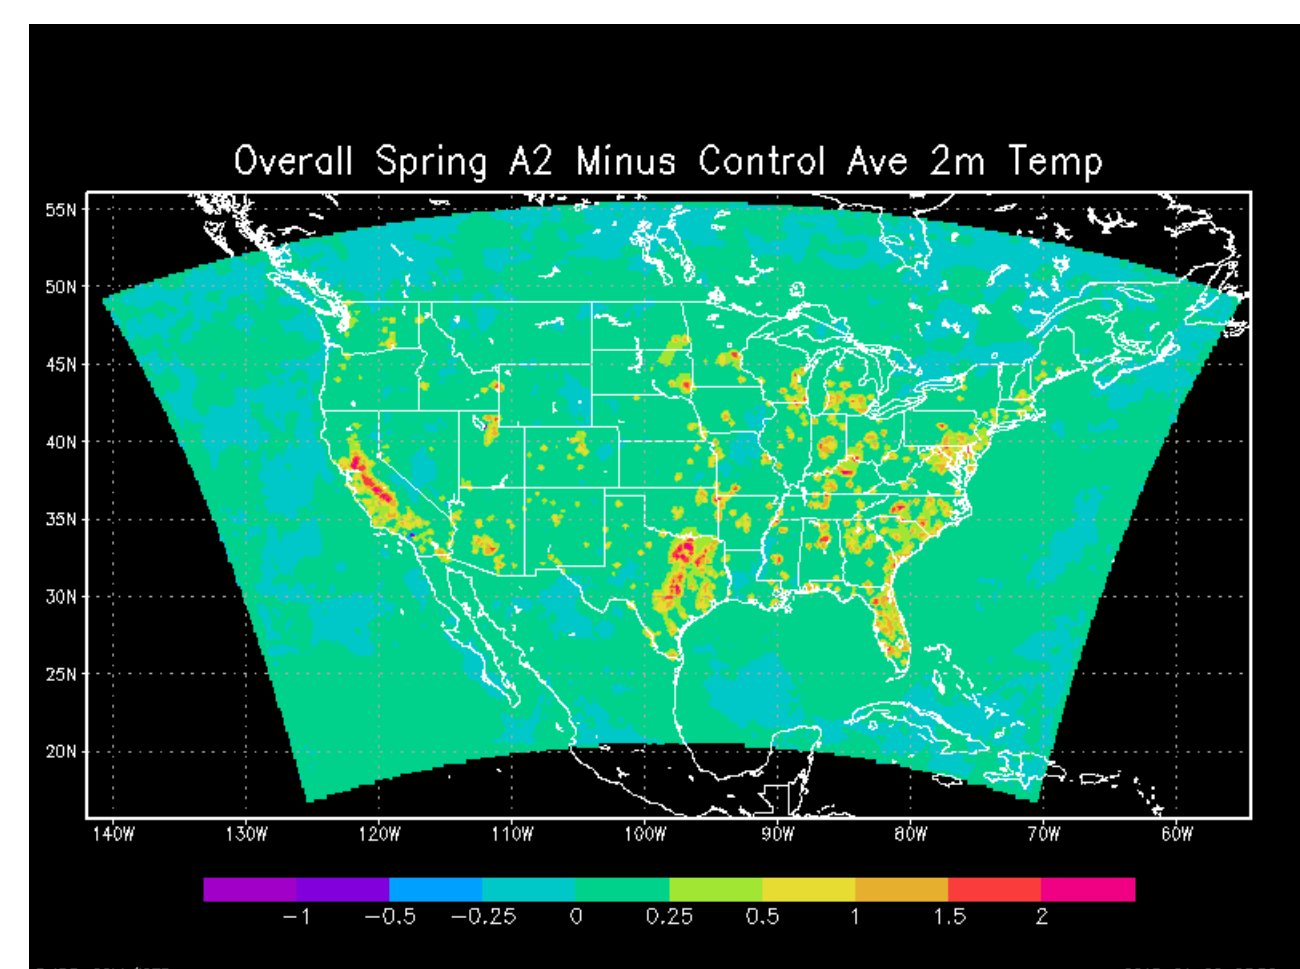 Overall Spring A2 Minus Control Ave 2m Temp
55N
50N
45N
40N
35N
30N
25N
20N
140W 130W 120W 110W 100W 90W 80W 70W 60W
−1 −0.5 −0.25 0 0.25 0.5 1 1.5 2